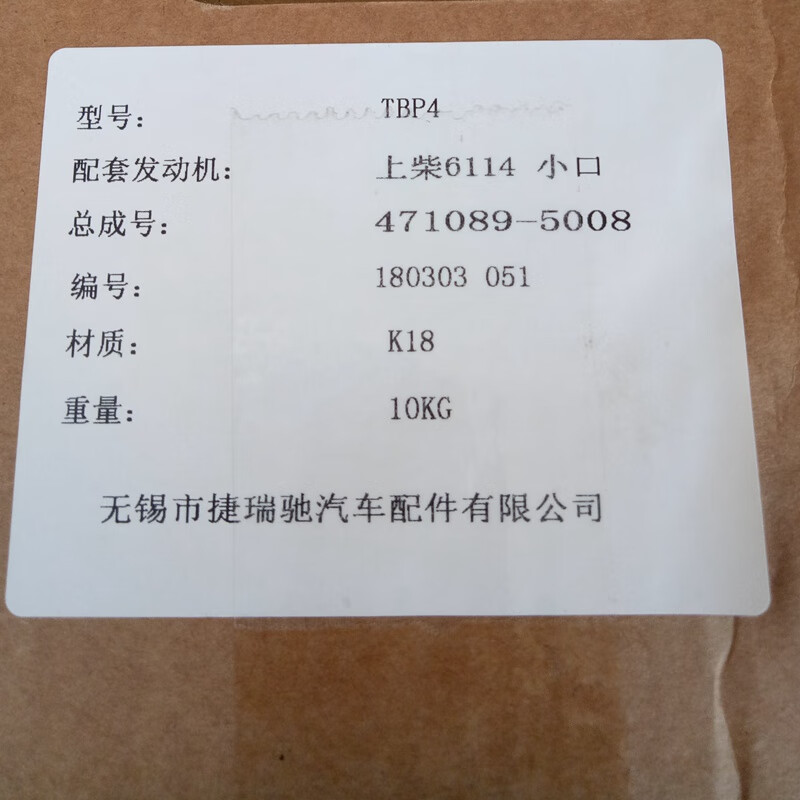 型号: TBP4
配套发动机: 上柴6114 小口
总成号: 471089-5008
编号: 180303 051
材质: K18
重量: 10KG
无锡市捷瑞驰汽车配件有限公司